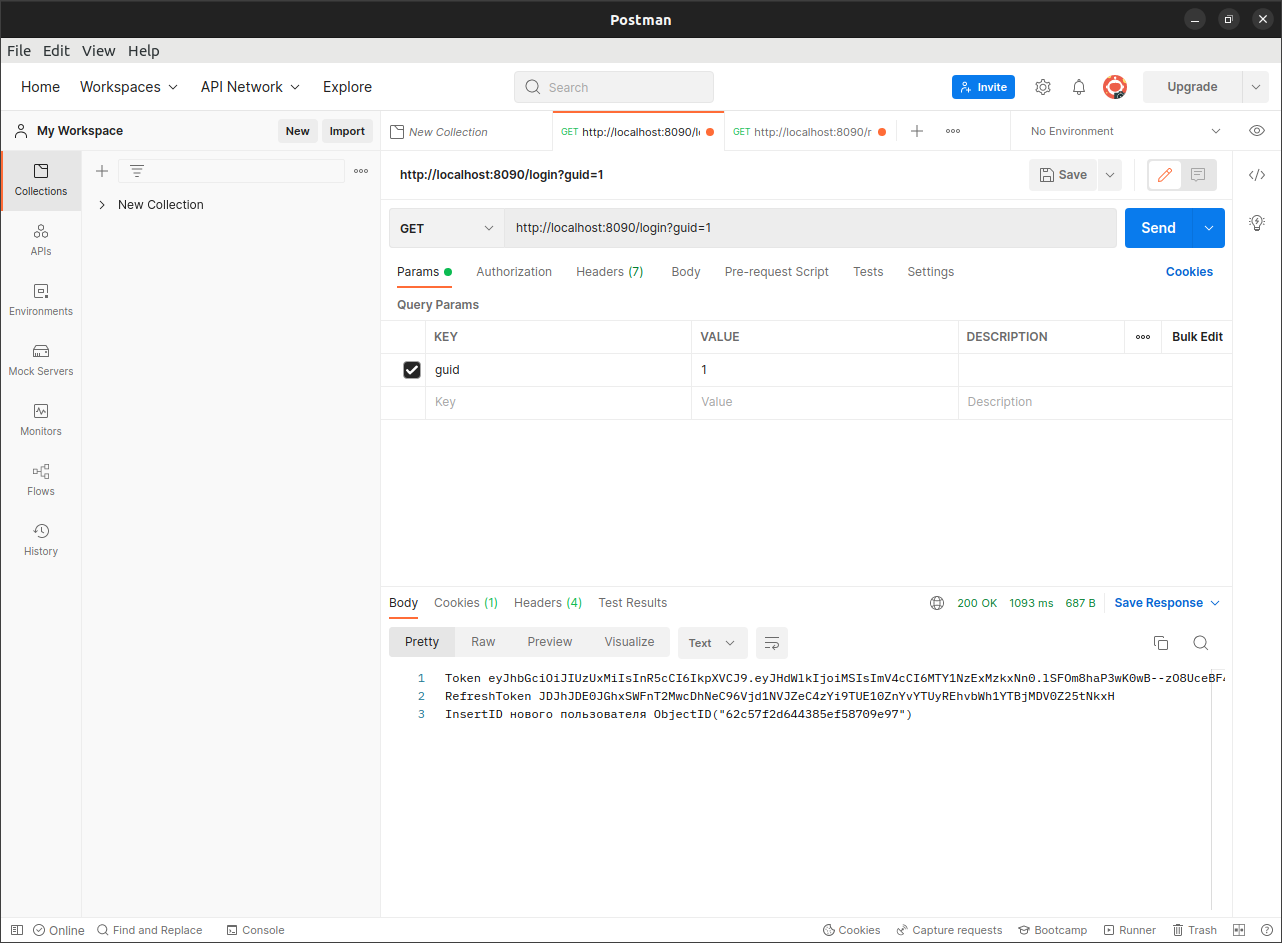 Postman
File Edit View Help
Home Workspaces API Network Explore Search Invite Upgrade
My Workspace New Import New Collection GET http://localhost:8090/l GET http://localhost:8090/r No Environment
Collections
APIs
Environments
Mock Servers
Monitors
Flows
History
New Collection
http://localhost:8090/login?guid=1 Save
GET http://localhost:8090/login?guid=1 Send
Params Authorization Headers (7) Body Pre-request Script Tests Settings Cookies
Query Params
KEY VALUE DESCRIPTION Bulk Edit
guid 1
Key Value Description
Body Cookies (1) Headers (4) Test Results 200 OK 1093 ms 687 B Save Response
Pretty Raw Preview Visualize Text
1 Token eyJhbGciOiJIUzUxMiIsInR5cCI6IkpXVCJ9.eyJHdWlkIjoiMSIsImV4cCI6MTY1NzExMzkxNn0.lSFOm8haP3wK0wB--zO8UceBF4
2 RefreshToken JDJhJDE0JGhxSWFnT2MwcDhNeC96Vjd1NVJZeC4zYi9TUE10ZnYvYTUyREhvbWh1YTBjMDV0Z25tNkxH
3 InsertID нового пользователя ObjectID("62c57f2d644385ef58709e97")
Online Find and Replace Console Cookies Capture requests Bootcamp Runner Trash